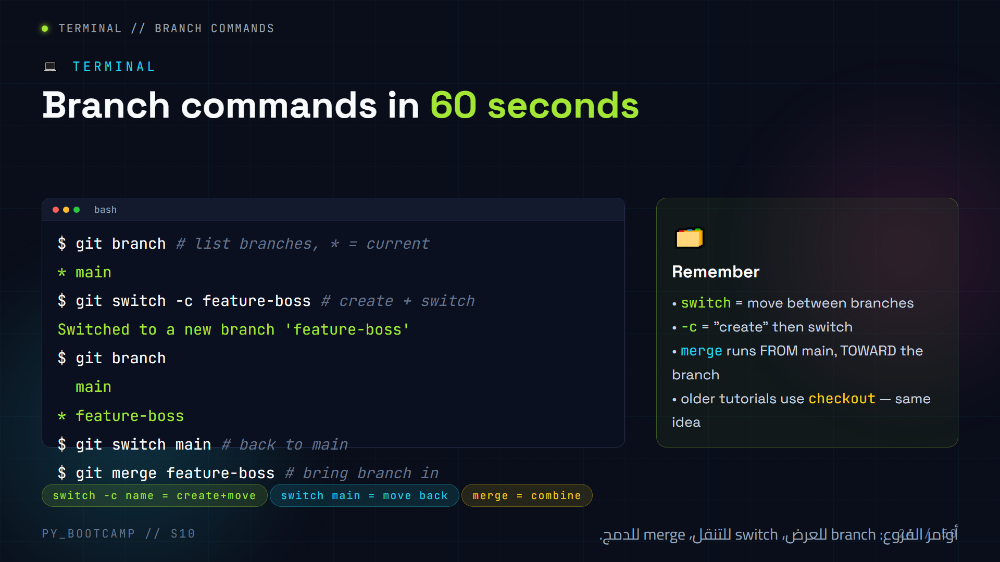 TERMINAL // BRANCH COMMANDS
TERMINAL
Branch commands in 60 seconds
bash
$ git branch # list branches, * = current
* main
$ git switch -c feature-boss # create + switch
Switched to a new branch 'feature-boss'
$ git branch
main
* feature-boss
$ git switch main # back to main
$ git merge feature-boss # bring branch in
Remember
• switch = move between branches
• -c = ”create” then switch
• merge runs FROM main, TOWARD the
branch
• older tutorials use checkout — same
idea
switch -c name = create+move
switch main = move back
merge = combine
PY_BOOTCAMP // S10
أوامر الفروع: branch للعرض، switch للتنقل، merge للدمج.